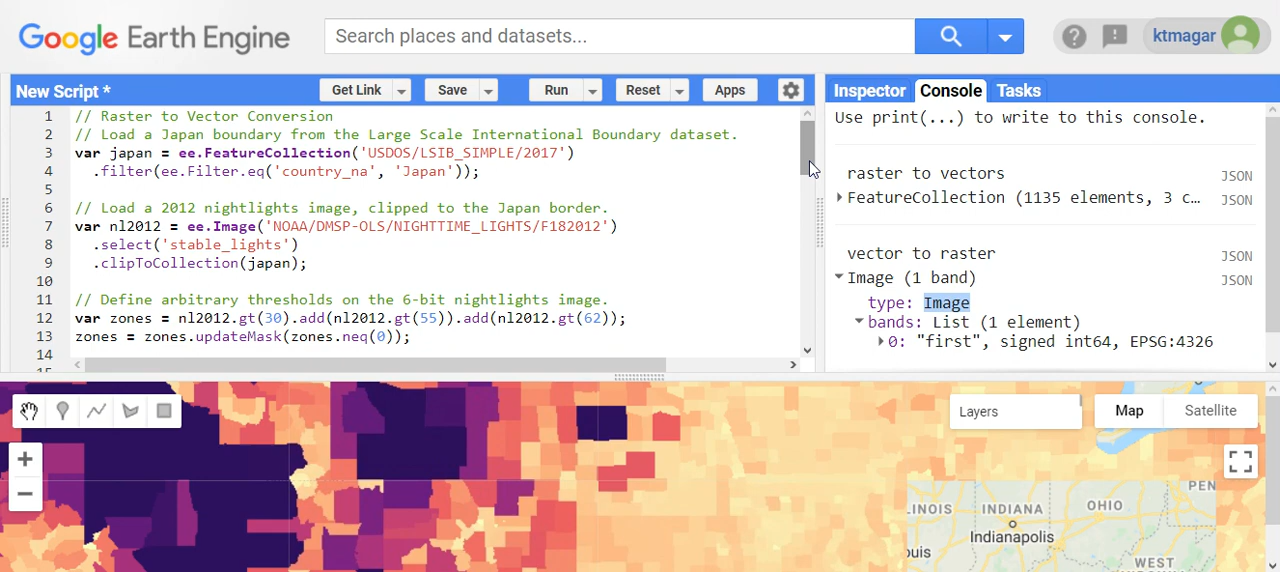 Google Earth Engine
Search places and datasets...
ktmagar
New Script *
Get Link
Save
Run
Reset
Apps
Inspector
Console
Tasks
1 // Raster to Vector Conversion
2 // Load a Japan boundary from the Large Scale International Boundary dataset.
3 var japan = ee.FeatureCollection('USDOS/LSIB_SIMPLE/2017')
4 .filter(ee.Filter.eq('country_na', 'Japan'));
5
6 // Load a 2012 nightlights image, clipped to the Japan border.
7 var nl2012 = ee.Image('NOAA/DMSP-OLS/NIGHTTIME_LIGHTS/F182012')
8 .select('stable_lights')
9 .clipToCollection(japan);
10
11 // Define arbitrary thresholds on the 6-bit nightlights image.
12 var zones = nl2012.gt(30).add(nl2012.gt(55)).add(nl2012.gt(62));
13 zones = zones.updateMask(zones.neq(0));
14
Use print(...) to write to this console.
raster to vectors JSON
FeatureCollection (1135 elements, 3 c... JSON
vector to raster JSON
Image (1 band) JSON
type: Image
bands: List (1 element)
0: "first", signed int64, EPSG:4326
Layers
Map
Satellite
PEN
LINOIS
INDIANA
OHIO
Indianapolis
ouis
WEST